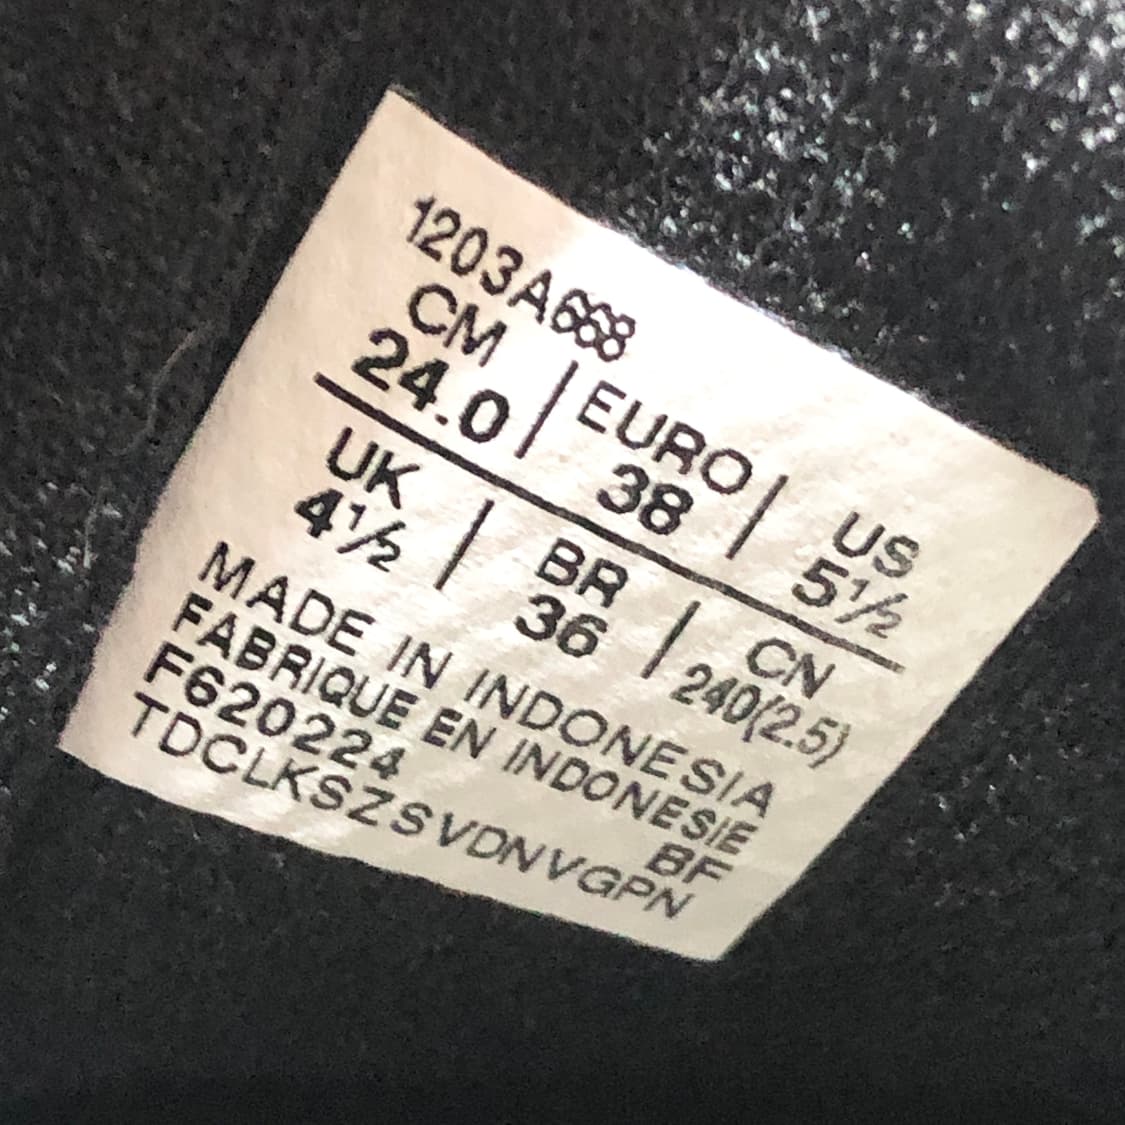 1203A668
CM 24.0 | EURO 38 | US 5½
UK 4½ | BR 36 | CN 240(2.5)
MADE IN INDONESIA
FABRIQUE EN INDONESIE
F620224 BF
TDCLKSZSVDNVGPN